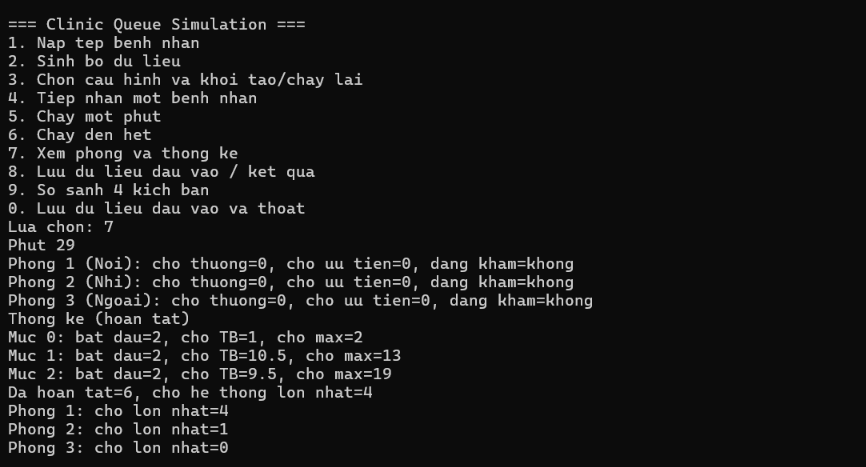 === Clinic Queue Simulation ===
1. Nap tep benh nhan
2. Sinh bo du lieu
3. Chon cau hinh va khoi tao/chay lai
4. Tiep nhan mot benh nhan
5. Chay mot phut
6. Chay den het
7. Xem phong va thong ke
8. Luu du lieu dau vao / ket qua
9. So sanh 4 kich ban
0. Luu du lieu dau vao va thoat
Lua chon: 7
Phut 29
Phong 1 (Noi): cho thuong=0, cho uu tien=0, dang kham=khong
Phong 2 (Nhi): cho thuong=0, cho uu tien=0, dang kham=khong
Phong 3 (Ngoai): cho thuong=0, cho uu tien=0, dang kham=khong
Thong ke (hoan tat)
Muc 0: bat dau=2, cho TB=1, cho max=2
Muc 1: bat dau=2, cho TB=10.5, cho max=13
Muc 2: bat dau=2, cho TB=9.5, cho max=19
Da hoan tat=6, cho he thong lon nhat=4
Phong 1: cho lon nhat=4
Phong 2: cho lon nhat=1
Phong 3: cho lon nhat=0